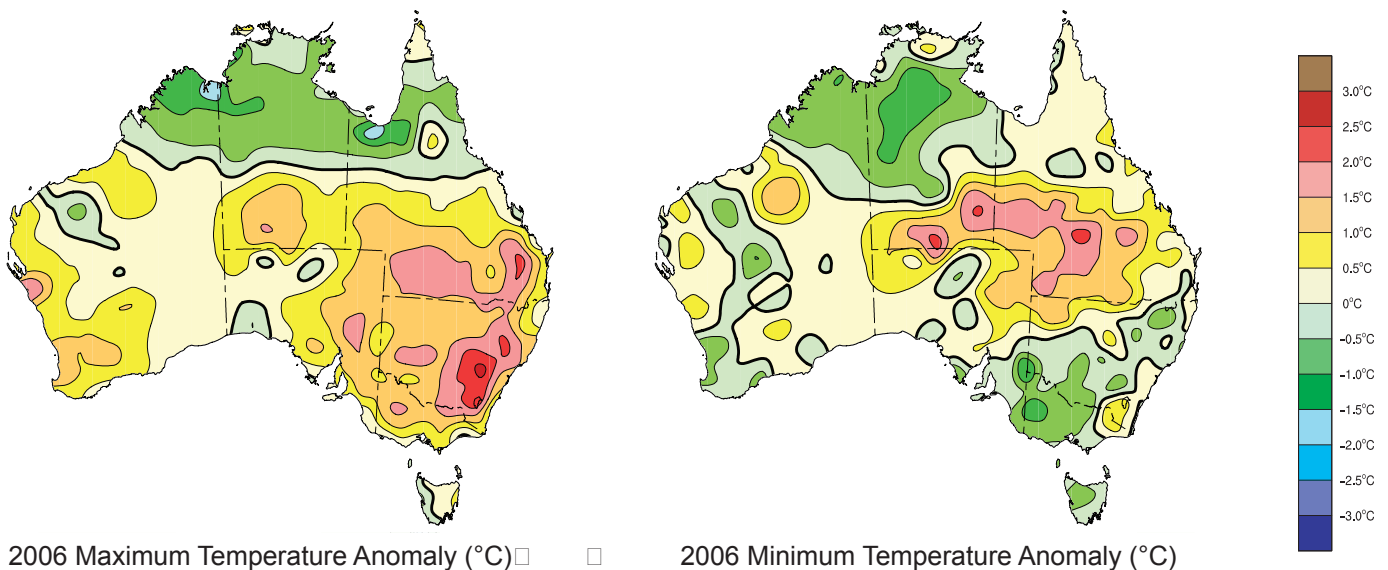 3.0°C
2.5°C
2.0°C
1.5°C
1.0°C
0.5°C
0°C
-0.5°C
-1.0°C
-1.5°C
-2.0°C
-2.5°C
-3.0°C
2006 Maximum Temperature Anomaly (°C)□ □ 2006 Minimum Temperature Anomaly (°C)